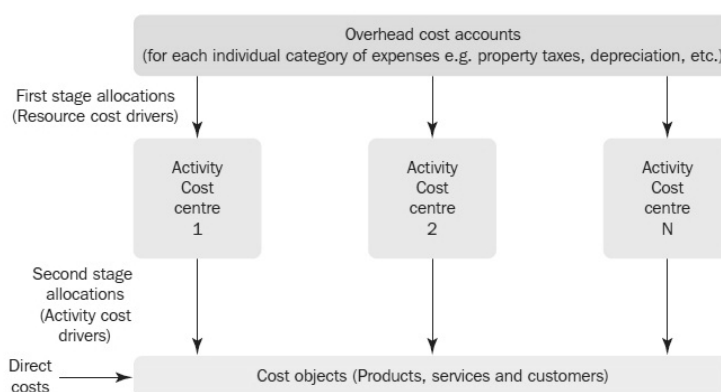 Overhead cost accounts
(for each individual category of expenses e.g. property taxes, depreciation, etc.)
First stage allocations
(Resource cost drivers)
Activity
Cost
centre
1
Activity
Cost
centre
2
Activity
Cost
centre
N
Second stage
allocations
(Activity cost
drivers)
Direct
costs
Cost objects (Products, services and customers)